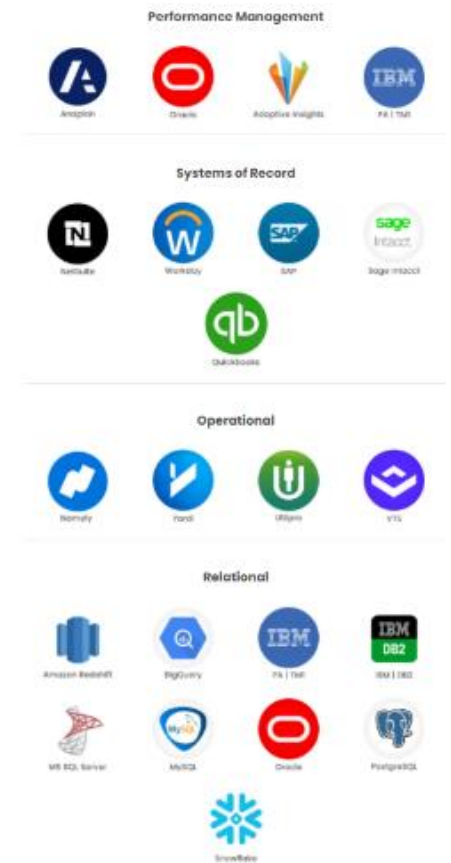 Performance Management
IBM
Anaplan
Oracle
Adaptive Insights
PA | TM1
Systems of Record
N
W
SAP
sage
Intacct
NetSuite
Workday
SAP
Sage Intacct
qb
Quickbooks
Operational
Yardi
VTS
Relational
IBM
IBM
DB2
Amazon Redshift
BigQuery
PA | TM1
IBM | DB2
MySQL
MS SQL Server
MySQL
Oracle
PostgreSQL
Snowflake